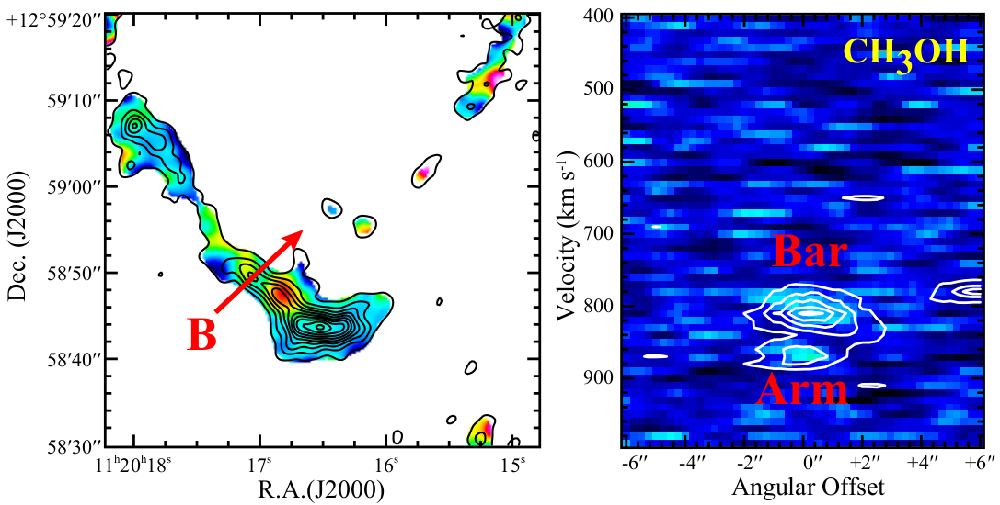 +12°59′20″
59′10″
59′00″
58′50″
58′40″
58′30″
Dec. (J2000)
B
11ʰ20ʰ18ˢ
17ˢ
16ˢ
15ˢ
R.A.(J2000)
400
500
600
700
800
900
Velocity (km s⁻¹)
CH₃OH
Bar
Arm
-6″
-4″
-2″
0″
+2″
+4″
+6″
Angular Offset